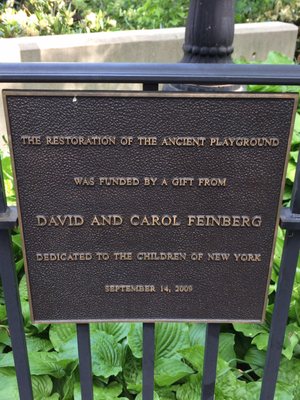 THE RESTORATION OF THE ANCIENT PLAYGROUND
WAS FUNDED BY A GIFT FROM
DAVID AND CAROL FEINBERG
DEDICATED TO THE CHILDREN OF NEW YORK
SEPTEMBER 14, 2009